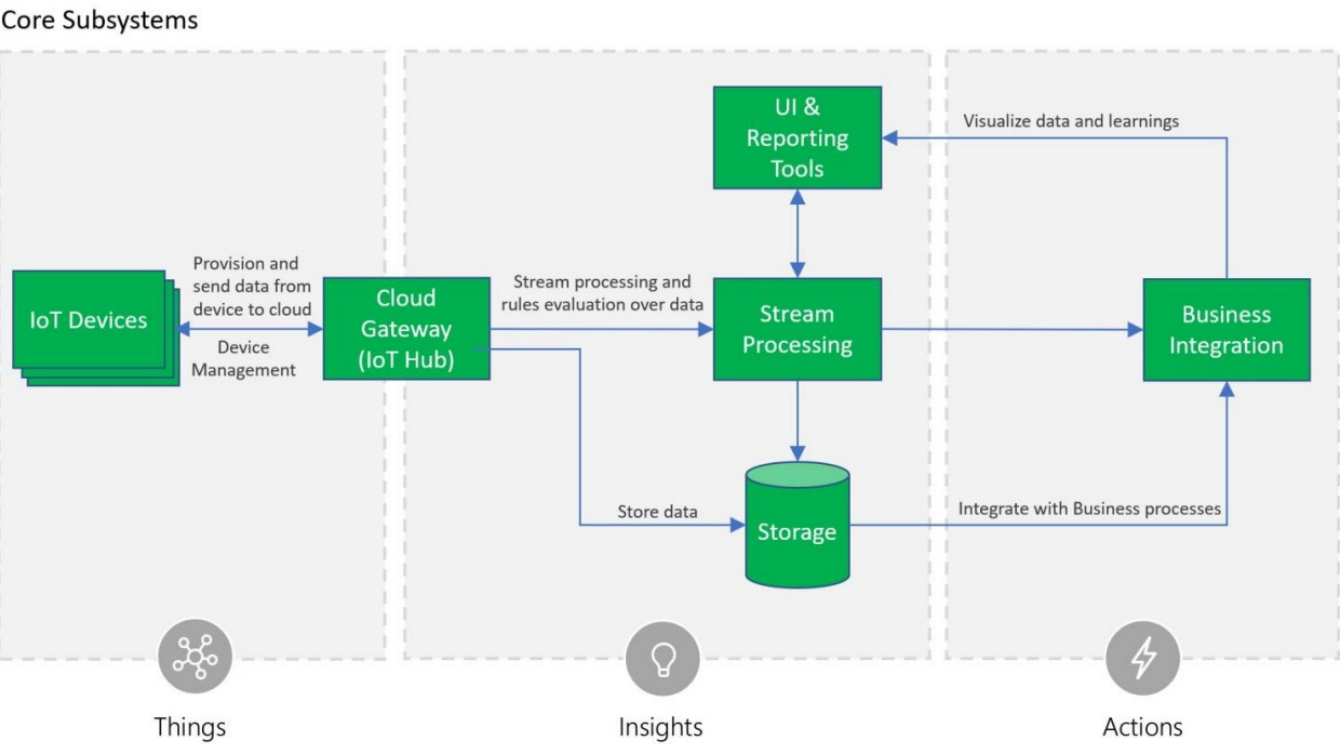 Core Subsystems
UI &
Reporting
Tools
Visualize data and learnings
Provision and
send data from
device to cloud
IoT Devices
Device
Management
Cloud
Gateway
(IoT Hub)
Stream processing and
rules evaluation over data
Stream
Processing
Business
Integration
Store data
Storage
Integrate with Business processes
Things
Insights
Actions